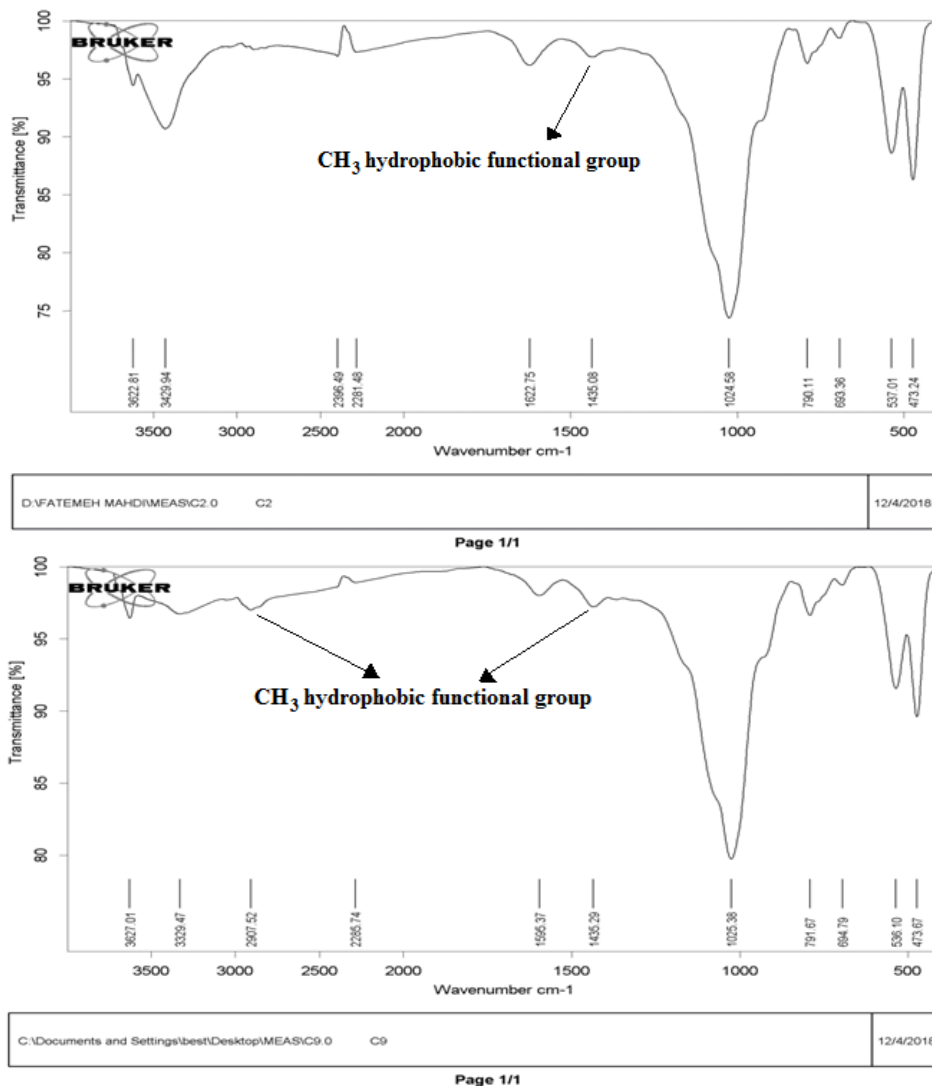 100
BRUKER
95
90
85
80
75
Transmittance [%]
CH3 hydrophobic functional group
3622.81
3429.94
2396.49
2281.48
1622.75
1435.08
1024.58
790.11
693.36
537.01
473.24
3500 3000 2500 2000 1500 1000 500
Wavenumber cm-1
D:\FATEMEH MAHDI\MEAS\C2.0 C2 12/4/2018
Page 1/1
100
BRUKER
95
90
85
80
Transmittance [%]
CH3 hydrophobic functional group
3627.01
3329.47
2907.52
2285.74
1595.37
1435.29
1025.38
791.67
694.79
536.10
473.67
3500 3000 2500 2000 1500 1000 500
Wavenumber cm-1
C:\Documents and Settings\best\Desktop\MEAS\C9.0 C9 12/4/2018
Page 1/1